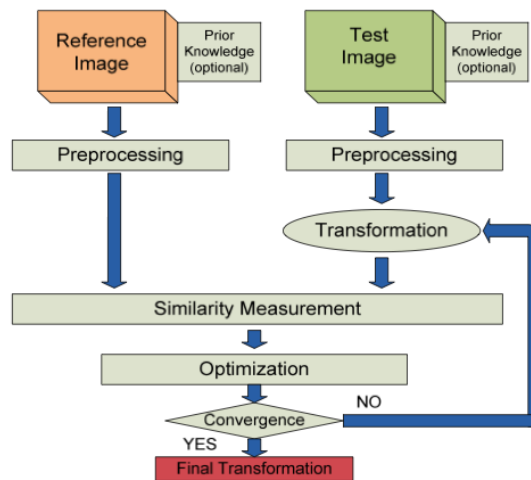 Reference
Image
Prior
Knowledge
(optional)
Test
Image
Prior
Knowledge
(optional)
Preprocessing
Preprocessing
Transformation
Similarity Measurement
Optimization
Convergence
NO
YES
Final Transformation